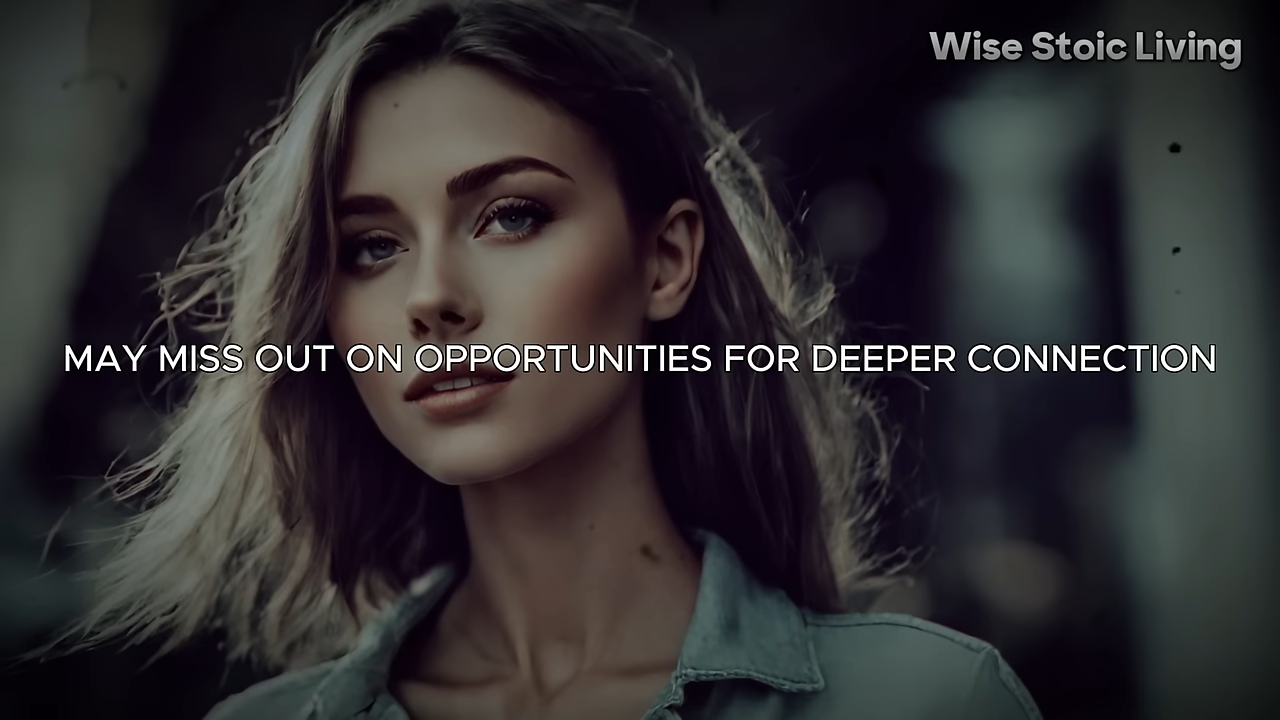 Wise Stoic Living
MAY MISS OUT ON OPPORTUNITIES FOR DEEPER CONNECTION